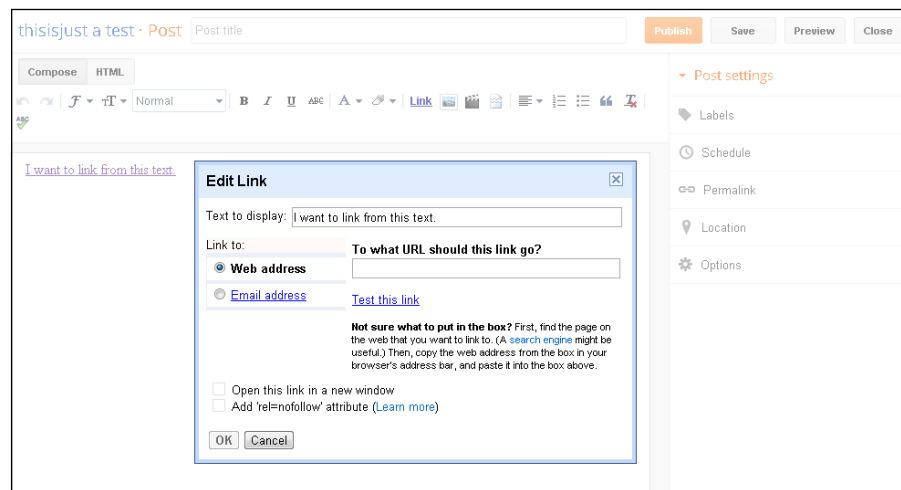 thisisjust a test · Post Post title Publish Save Preview Close
Compose HTML
Normal B I U ABC A Link
ABC
Post settings
Labels
Schedule
Permalink
Location
Options
I want to link from this text.
Edit Link
Text to display: I want to link from this text.
Link to:
Web address
Email address
To what URL should this link go?
Test this link
Not sure what to put in the box? First, find the page on
the web that you want to link to. (A search engine might be
useful.) Then, copy the web address from the box in your
browser's address bar, and paste it into the box above.
Open this link in a new window
Add 'rel=nofollow' attribute (Learn more)
OK Cancel